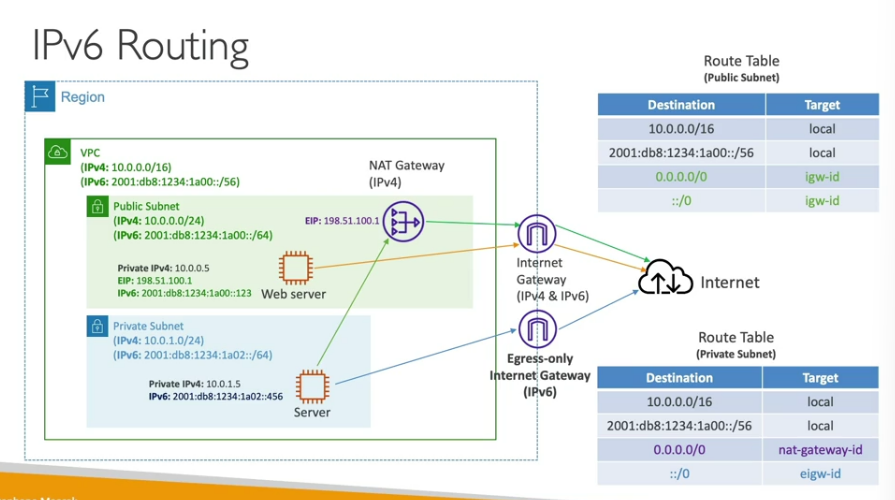 IPv6 Routing
Region
VPC
(IPv4: 10.0.0.0/16)
(IPv6: 2001:db8:1234:1a00::/56)
NAT Gateway
(IPv4)
Public Subnet
(IPv4: 10.0.0.0/24)
(IPv6: 2001:db8:1234:1a00::/64)
EIP: 198.51.100.1
Private IPv4: 10.0.0.5
EIP: 198.51.100.1
IPv6: 2001:db8:1234:1a00::123
Web server
Private Subnet
(IPv4: 10.0.1.0/24)
(IPv6: 2001:db8:1234:1a02::/64)
Private IPv4: 10.0.1.5
IPv6: 2001:db8:1234:1a02::456
Server
Internet
Gateway
(IPv4 & IPv6)
Egress-only
Internet Gateway
(IPv6)
Internet
Route Table
(Public Subnet)
Destination Target
10.0.0.0/16 local
2001:db8:1234:1a00::/56 local
0.0.0.0/0 igw-id
::/0 igw-id
Route Table
(Private Subnet)
Destination Target
10.0.0.0/16 local
2001:db8:1234:1a00::/56 local
0.0.0.0/0 nat-gateway-id
::/0 eigw-id